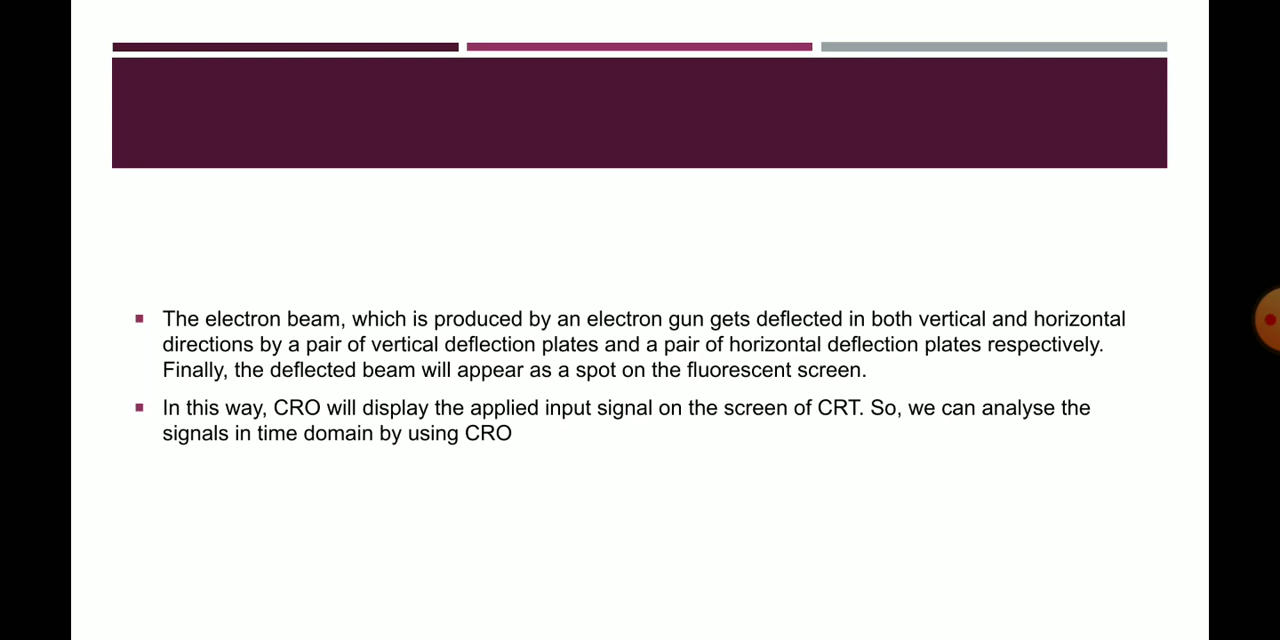 The electron beam, which is produced by an electron gun gets deflected in both vertical and horizontal
directions by a pair of vertical deflection plates and a pair of horizontal deflection plates respectively.
Finally, the deflected beam will appear as a spot on the fluorescent screen.
In this way, CRO will display the applied input signal on the screen of CRT. So, we can analyse the
signals in time domain by using CRO